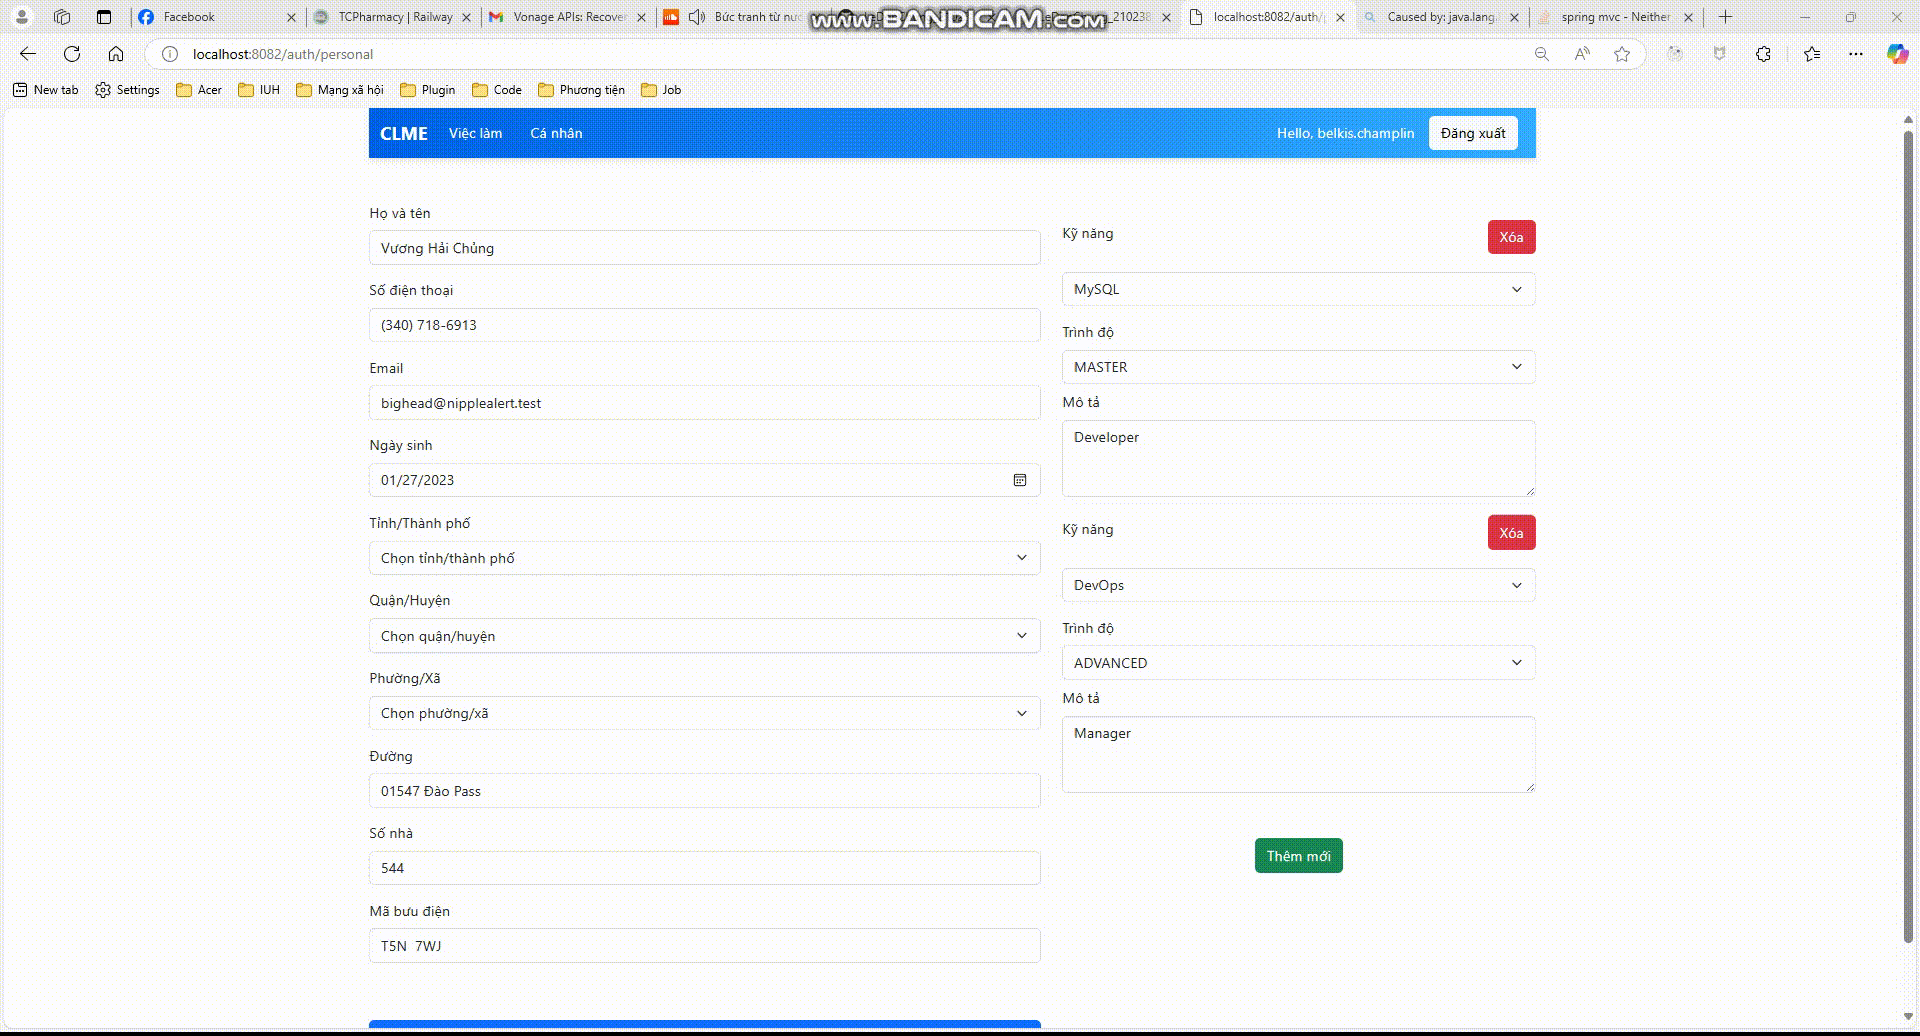 Facebook
TCPharmacy | Railway
Vonage APIs: Recover
Bức tranh từ nước
www.BANDICAM.com
_210238
localhost:8082/auth/p
Caused by: java.lang.
spring mvc - Neither
localhost:8082/auth/personal
New tab
Settings
Acer
IUH
Mạng xã hội
Plugin
Code
Phương tiện
Job
CLME
Việc làm
Cá nhân
Hello, belkis.champlin
Đăng xuất
Họ và tên
Vương Hải Chủng
Số điện thoại
(340) 718-6913
Email
bighead@nipplealert.test
Ngày sinh
01/27/2023
Tỉnh/Thành phố
Chọn tỉnh/thành phố
Quận/Huyện
Chọn quận/huyện
Phường/Xã
Chọn phường/xã
Đường
01547 Đào Pass
Số nhà
544
Mã bưu điện
T5N 7WJ
Kỹ năng
Xóa
MySQL
Trình độ
MASTER
Mô tả
Developer
Kỹ năng
Xóa
DevOps
Trình độ
ADVANCED
Mô tả
Manager
Thêm mới